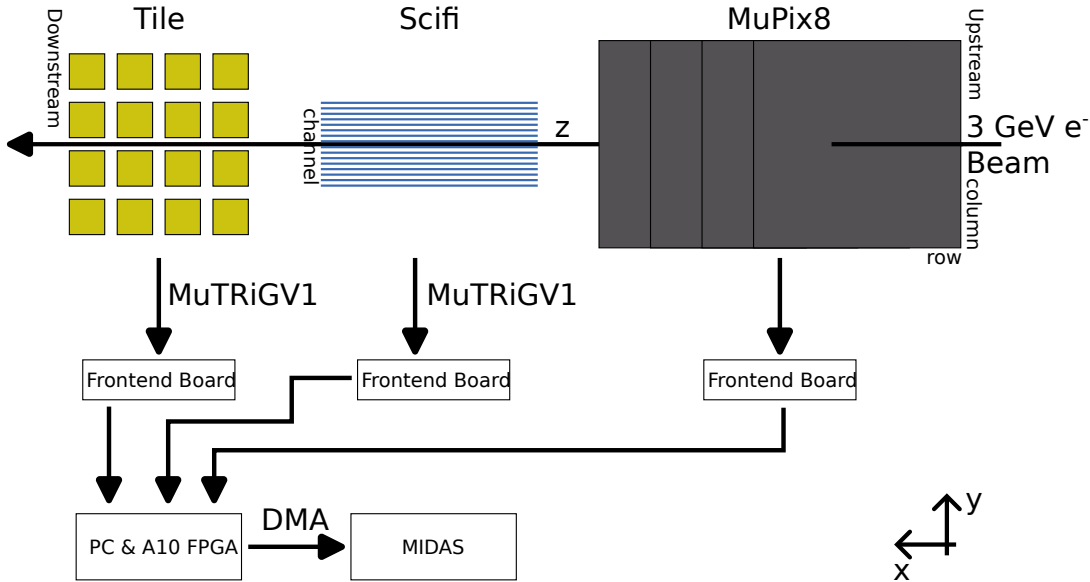 Tile
Scifi
MuPix8
Downstream
Upstream
channel
z
3 GeV e-
Beam
column
row
MuTRiGV1
MuTRiGV1
Frontend Board
Frontend Board
Frontend Board
PC & A10 FPGA
DMA
MIDAS
y
x